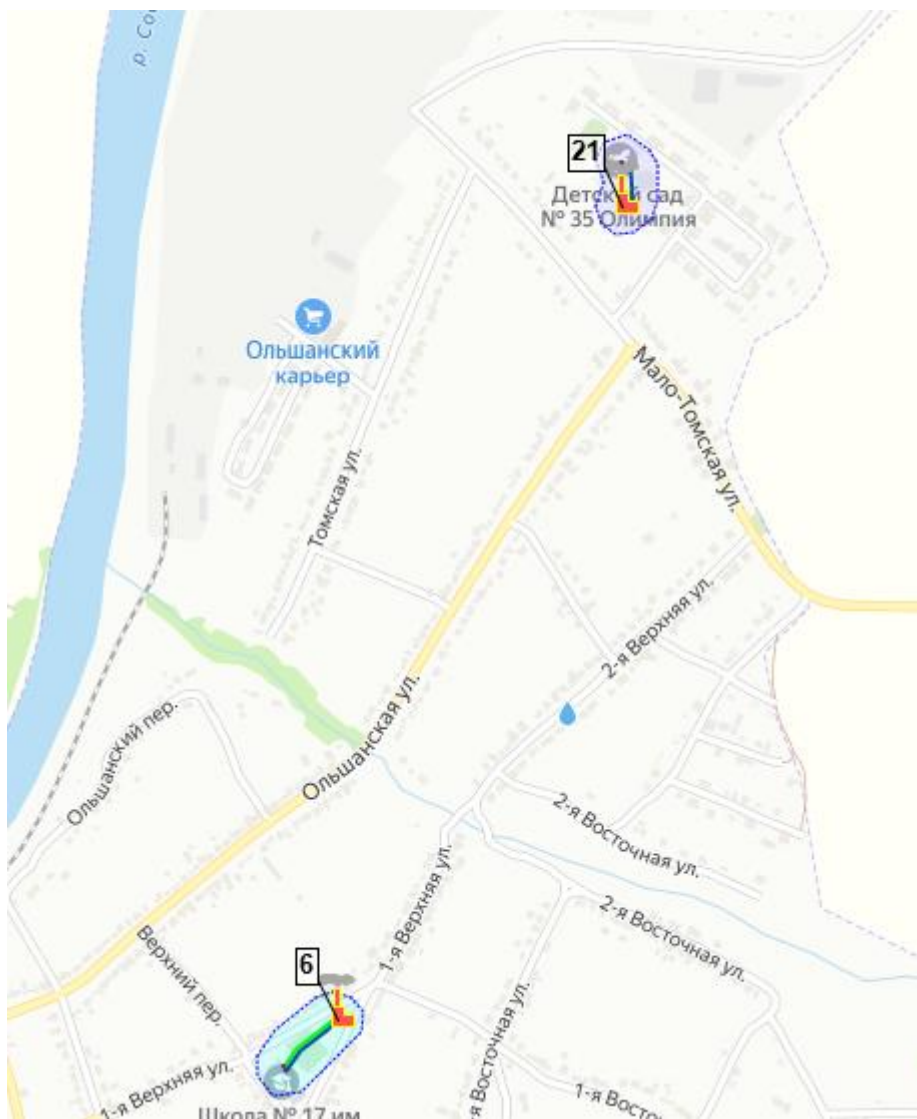 р. Со
21
Детский сад
№ 35 Олимпия
Ольшанский
карьер
Мало-Томская ул.
Томская ул.
2-я Верхняя ул.
Ольшанская ул.
Ольшанский пер.
2-я Восточная ул.
1-я Верхняя ул.
2-я Восточная ул.
Верхний пер.
6
1-я Восточная ул.
1-я Верхняя ул.
1-я Восточ
Школа № 17 им.